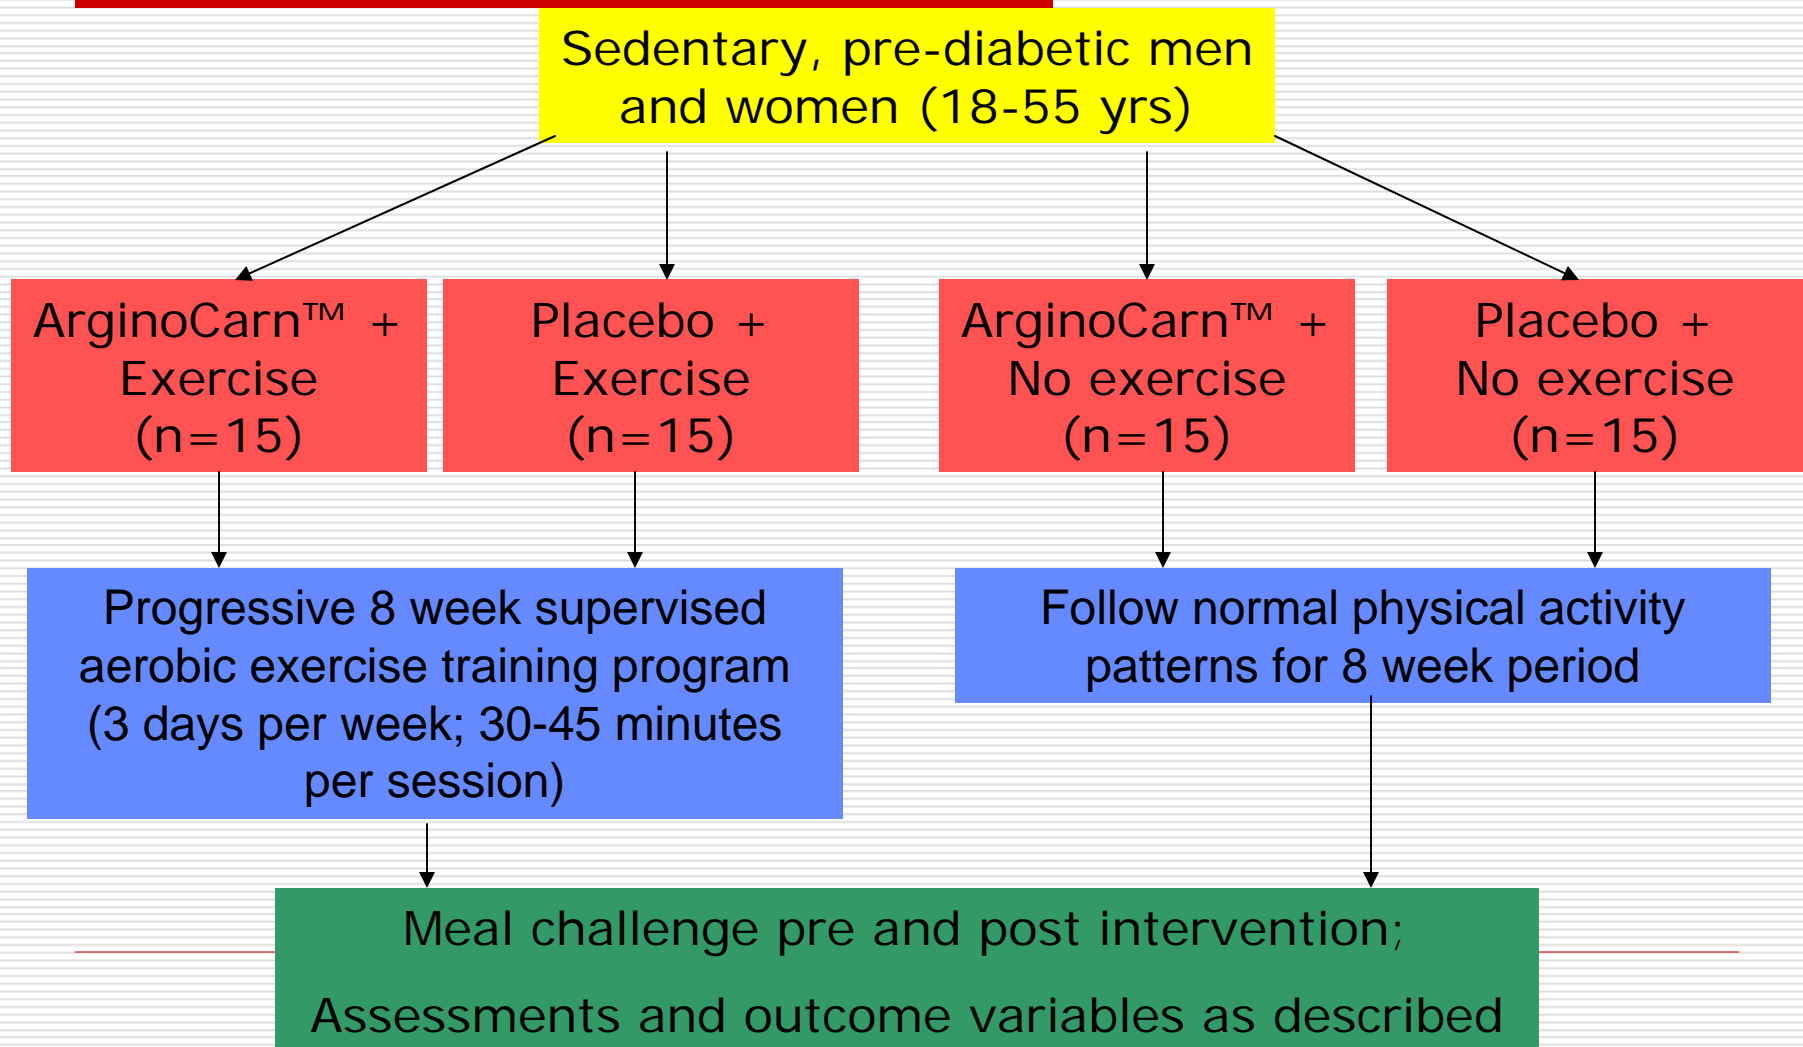 Sedentary, pre-diabetic men
and women (18-55 yrs)
ArginoCarn™ +
Exercise
(n=15)
Placebo +
Exercise
(n=15)
ArginoCarn™ +
No exercise
(n=15)
Placebo +
No exercise
(n=15)
Progressive 8 week supervised
aerobic exercise training program
(3 days per week; 30-45 minutes
per session)
Follow normal physical activity
patterns for 8 week period
Meal challenge pre and post intervention;
Assessments and outcome variables as described